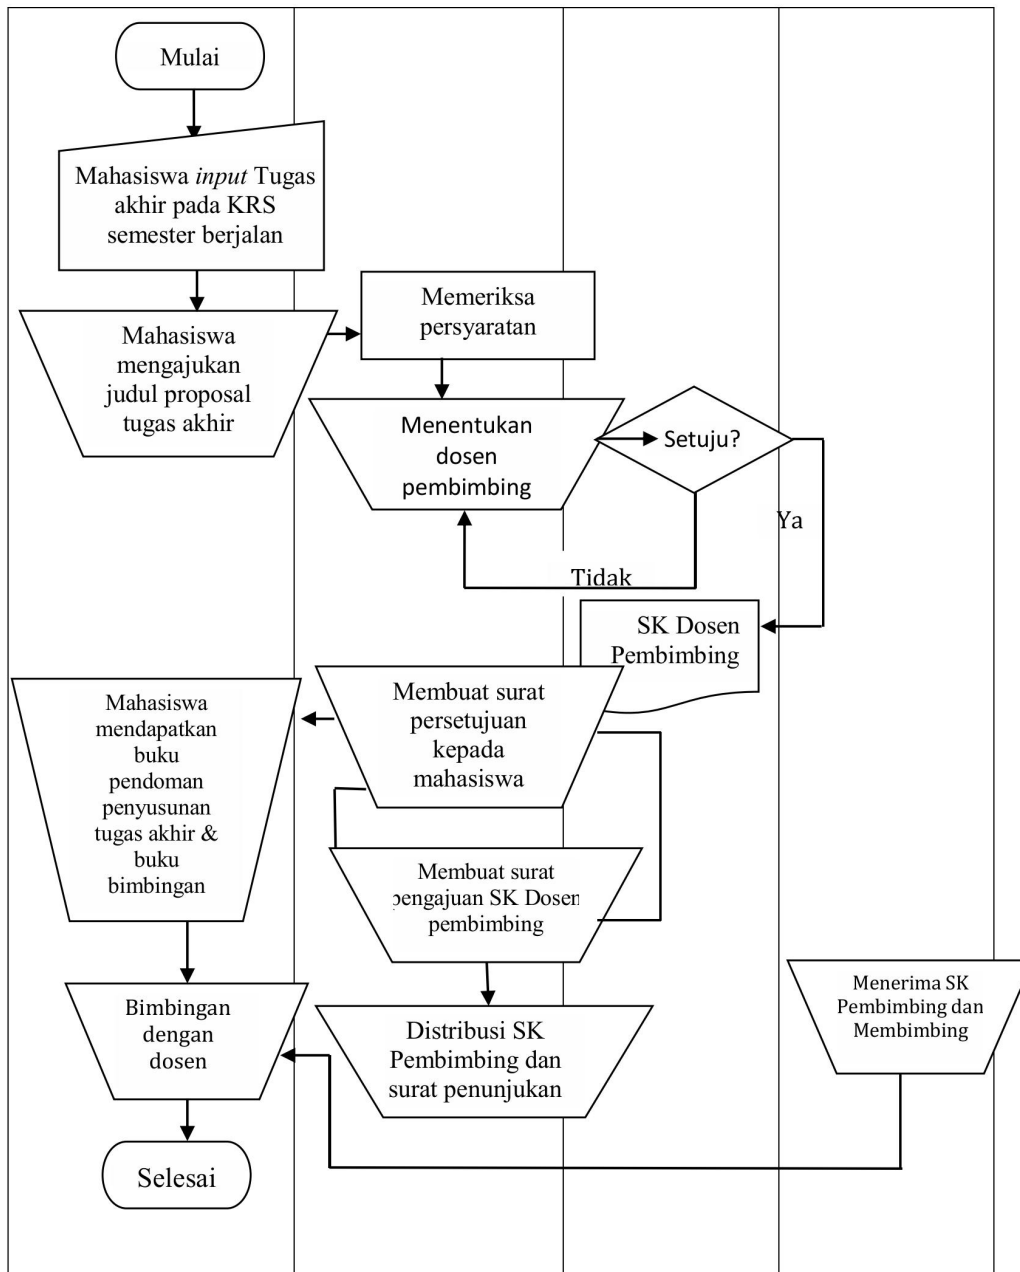 Mulai
Mahasiswa input Tugas
akhir pada KRS
semester berjalan
Memeriksa
persyaratan
Mahasiswa
mengajukan
judul proposal
tugas akhir
Menentukan
dosen
pembimbing
Setuju?
Ya
Tidak
SK Dosen
Pembimbing
Membuat surat
persetujuan
kepada
mahasiswa
Mahasiswa
mendapatkan
buku
pendoman
penyusunan
tugas akhir &
buku
bimbingan
Membuat surat
pengajuan SK Dosen
pembimbing
Menerima SK
Pembimbing dan
Membimbing
Bimbingan
dengan
dosen
Distribusi SK
Pembimbing dan
surat penunjukan
Selesai